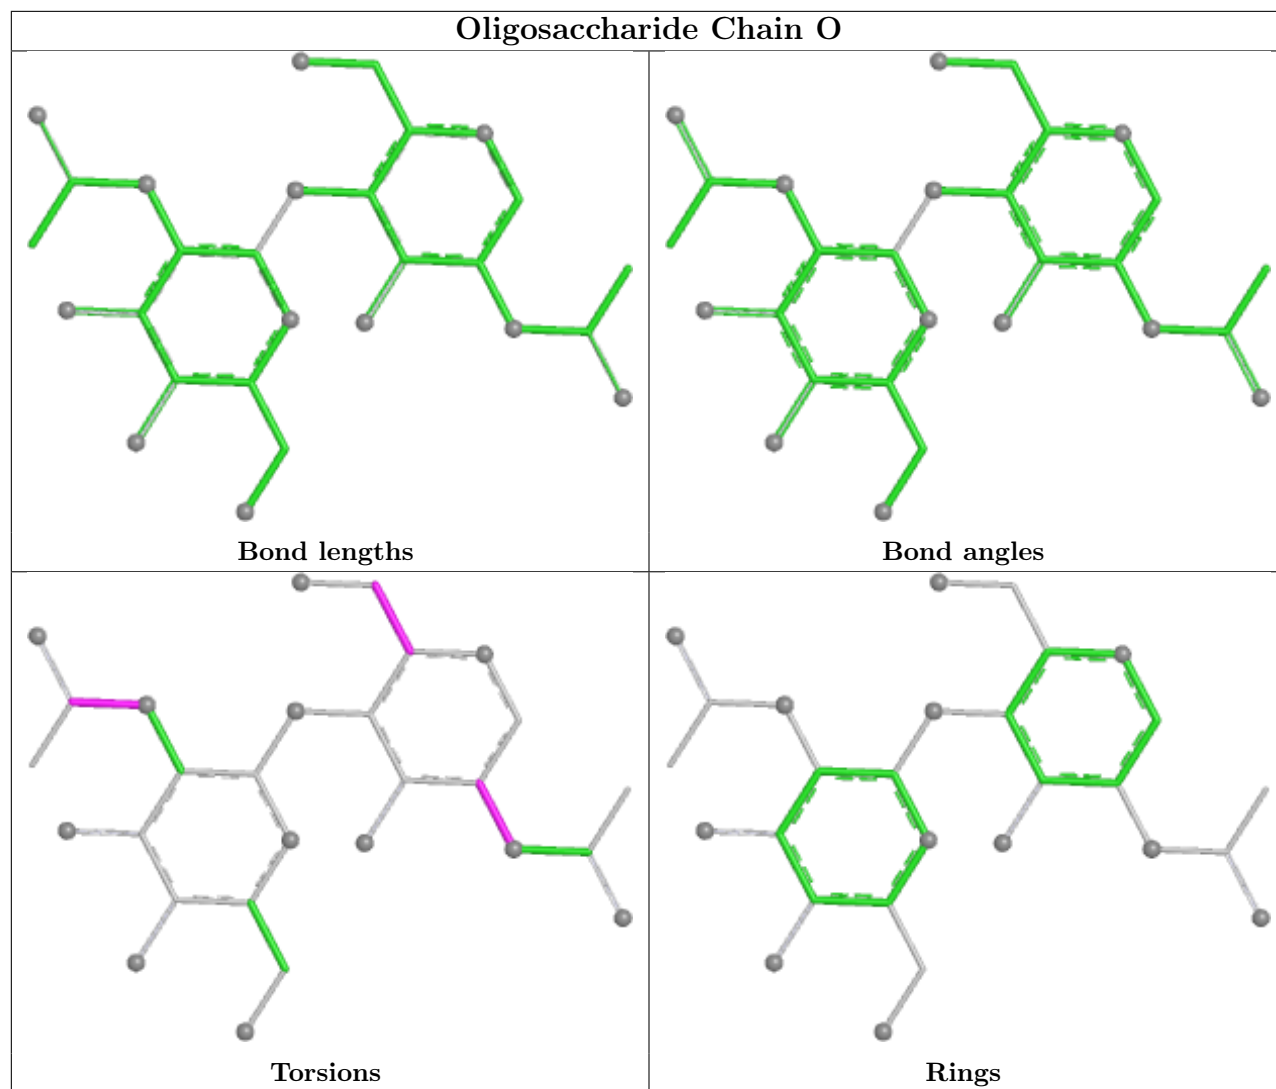 Oligosaccharide Chain O
Bond lengths
Bond angles
Torsions
Rings